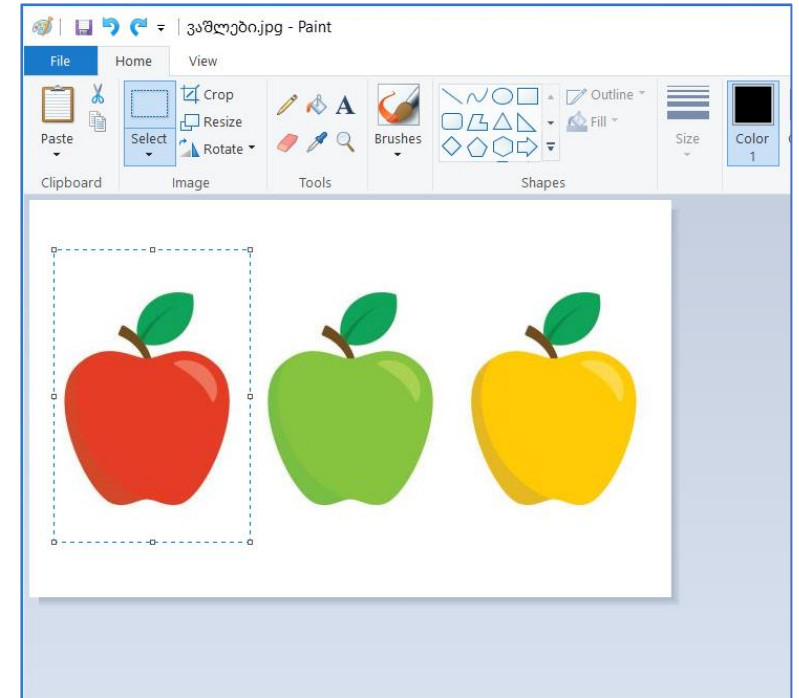 ვაშლები.jpg - Paint
File Home View
Paste
Select
Crop
Resize
Rotate
A
Brushes
Outline
Fill
Size
Color
1
Clipboard
Image
Tools
Shapes